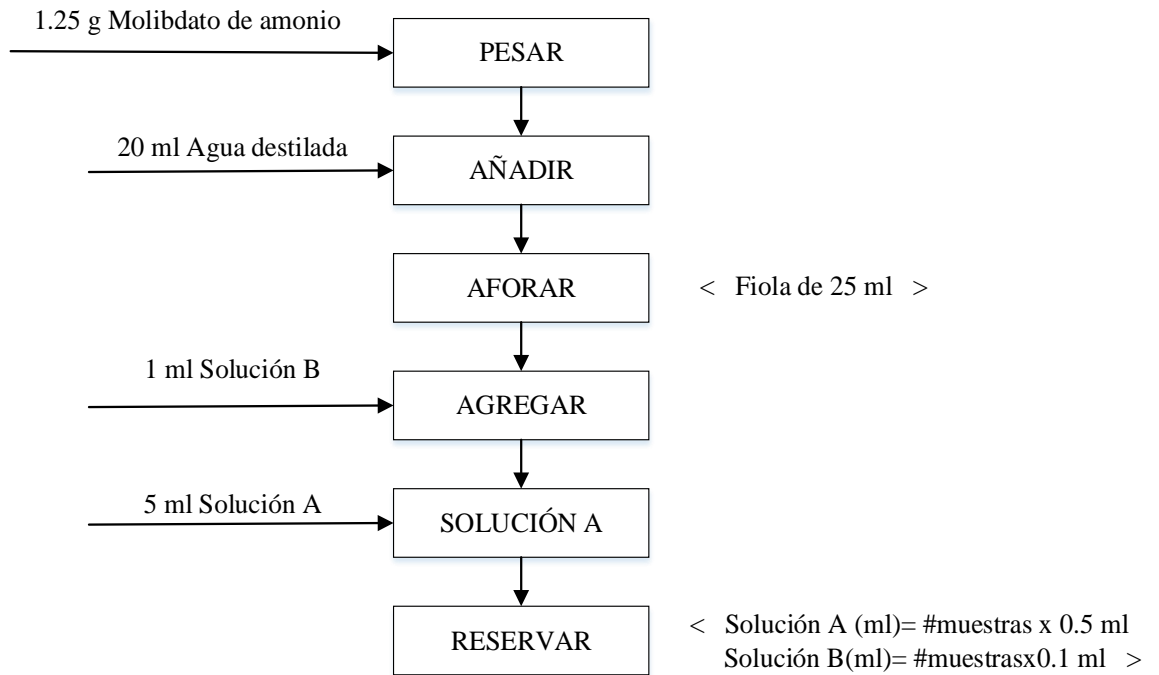 1.25 g Molibdato de amonio
PESAR
20 ml Agua destilada
AÑADIR
AFORAR
< Fiola de 25 ml >
1 ml Solución B
AGREGAR
5 ml Solución A
SOLUCIÓN A
RESERVAR
< Solución A (ml)= #muestras x 0.5 ml
Solución B(ml)= #muestrasx0.1 ml >